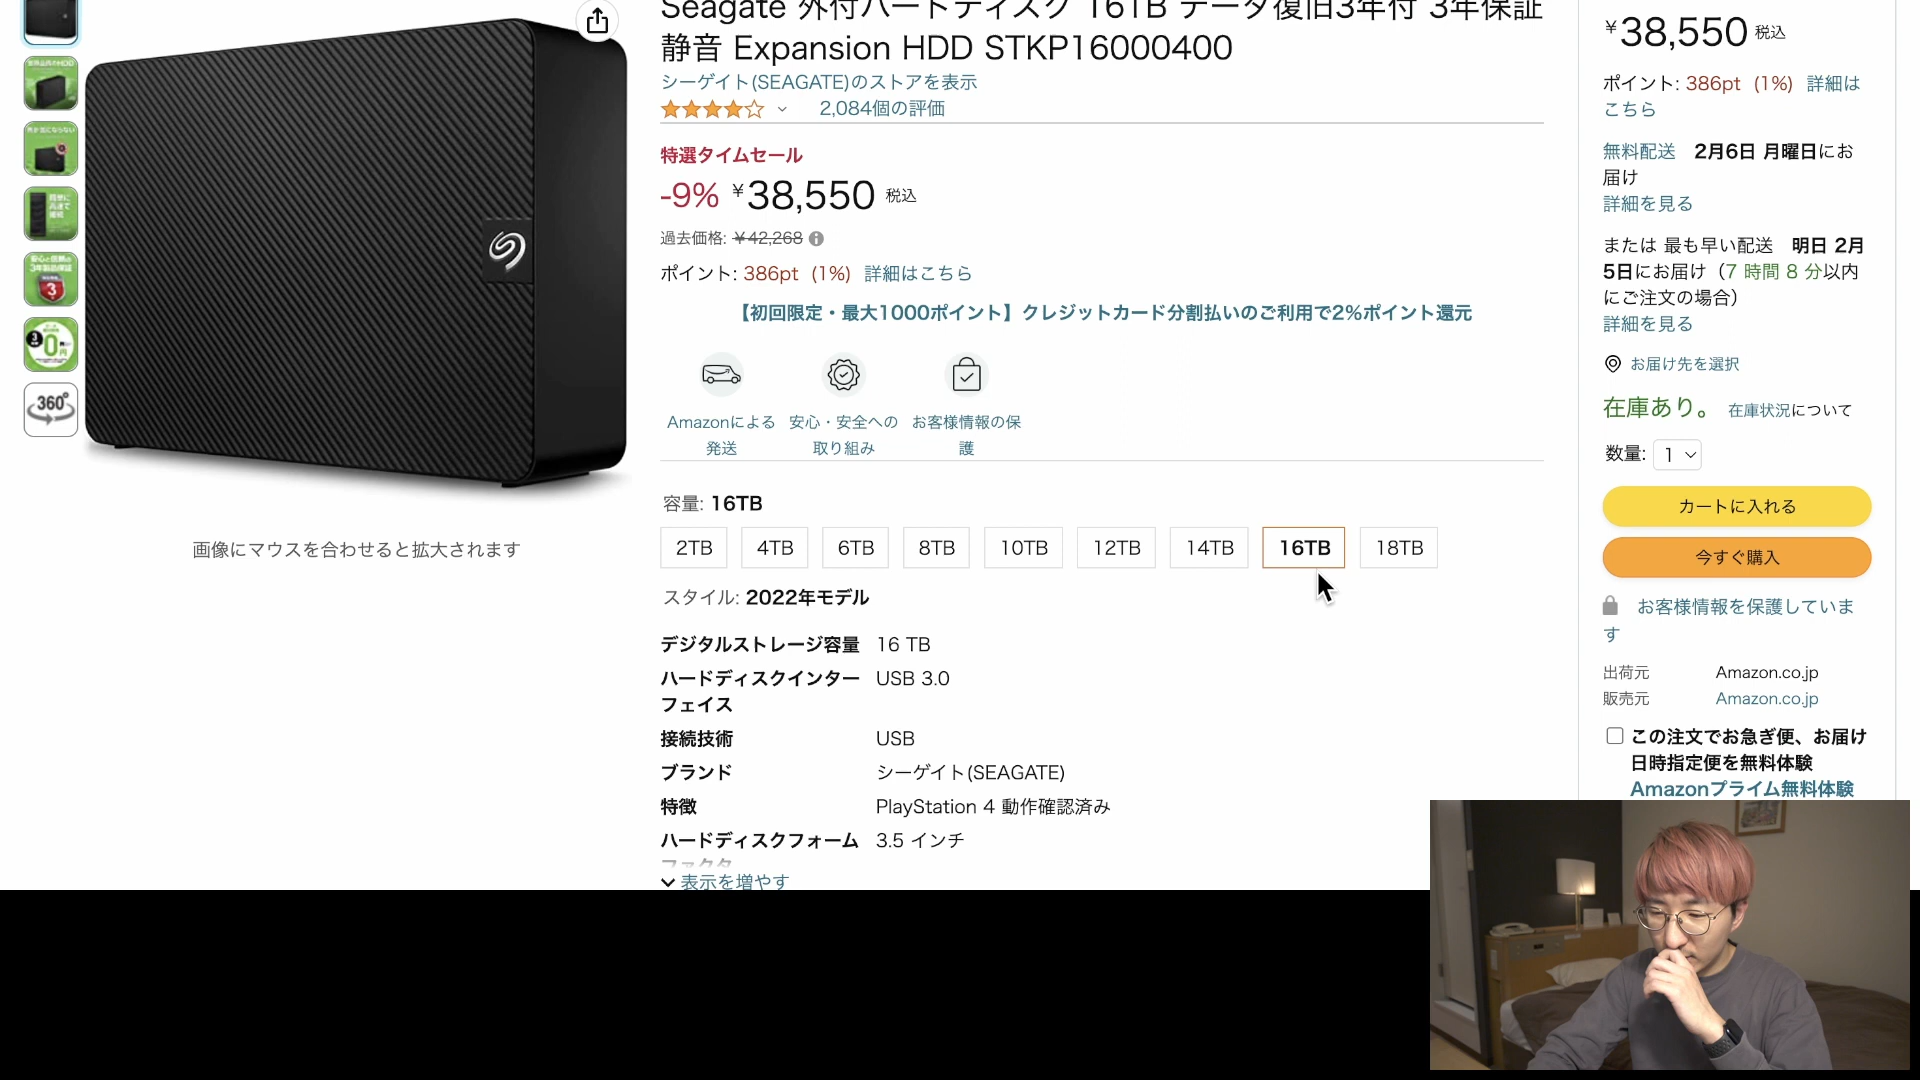 Seagate 外付ハードディスク 16TB データ復旧3年付 3年保証
静音 Expansion HDD STKP16000400
シーゲイト(SEAGATE)のストアを表示
2,084個の評価
特選タイムセール
-9% ¥38,550 税込
過去価格: ¥42,268
ポイント: 386pt (1%) 詳細はこちら
【初回限定・最大1000ポイント】クレジットカード分割払いのご利用で2%ポイント還元
Amazonによる
発送
安心・安全への
取り組み
お客様情報の保
護
容量: 16TB
2TB 4TB 6TB 8TB 10TB 12TB 14TB 16TB 18TB
スタイル: 2022年モデル
デジタルストレージ容量 16 TB
ハードディスクインター USB 3.0
フェイス
接続技術 USB
ブランド シーゲイト(SEAGATE)
特徴 PlayStation 4 動作確認済み
ハードディスクフォーム 3.5 インチ
ファクタ
表示を増やす
360°
画像にマウスを合わせると拡大されます
¥38,550 税込
ポイント: 386pt (1%) 詳細は
こちら
無料配送 2月6日 月曜日にお
届け
詳細を見る
または 最も早い配送 明日 2月
5日にお届け（7 時間 8 分以内
にご注文の場合）
詳細を見る
お届け先を選択
在庫あり。 在庫状況について
数量: 1
カートに入れる
今すぐ購入
お客様情報を保護していま
す
出荷元 Amazon.co.jp
販売元 Amazon.co.jp
この注文でお急ぎ便、お届け
日時指定便を無料体験
Amazonプライム無料体験